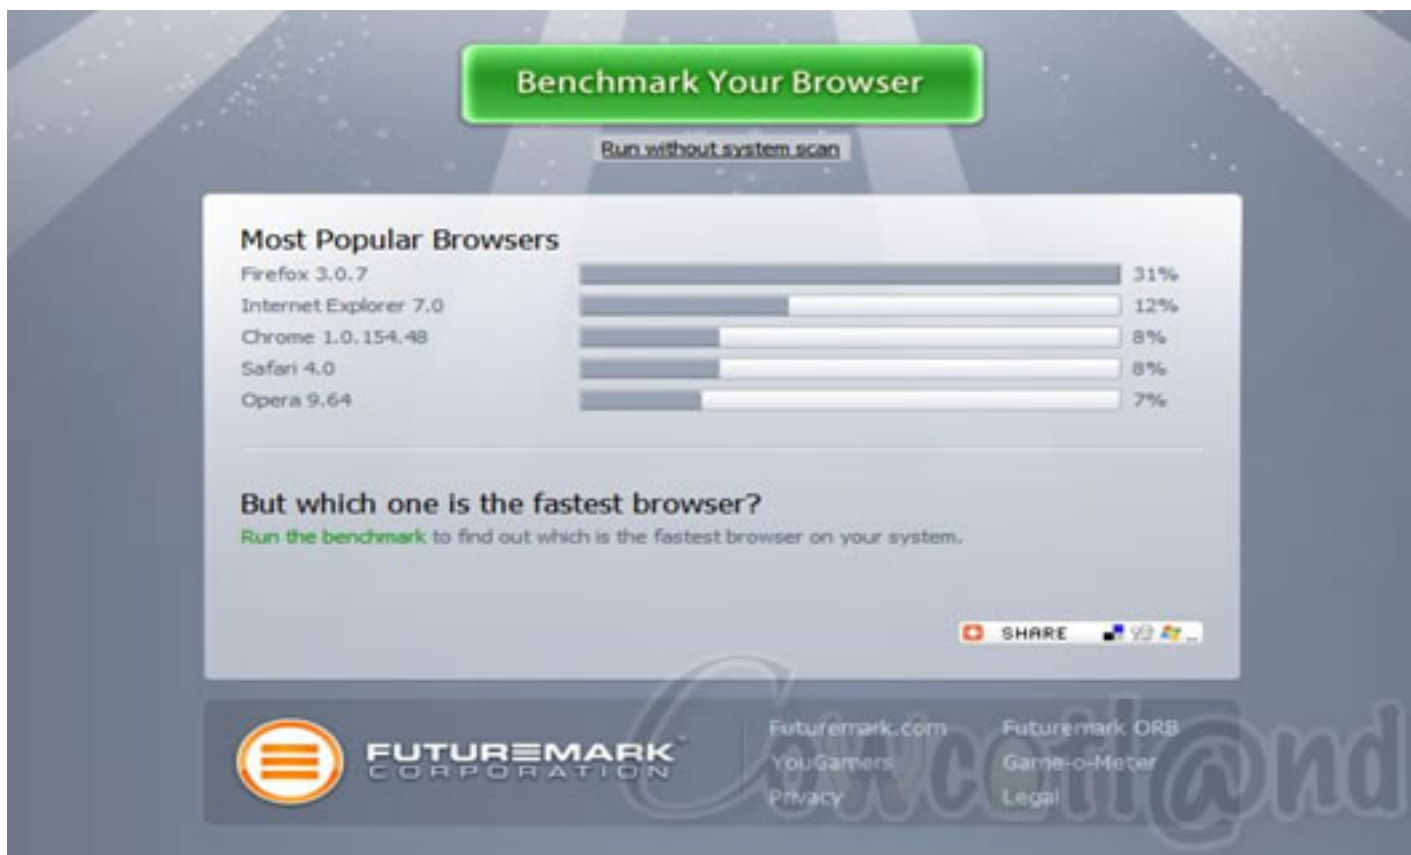 Benchmark Your Browser
Run without system scan
Most Popular Browsers
Firefox 3.0.7 31%
Internet Explorer 7.0 12%
Chrome 1.0.154.48 8%
Safari 4.0 8%
Opera 9.64 7%
But which one is the fastest browser?
Run the benchmark to find out which is the fastest browser on your system.
SHARE ...
FUTUREMARK
CORPORATION
Futuremark.com Futuremark ORB
YouGamers Game-o-Meter
Privacy Legal
Cowcotl@nd